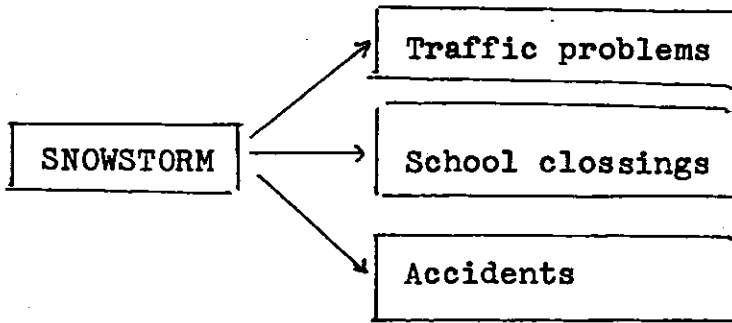 Traffic problems
SNOWSTORM
School clossings
Accidents